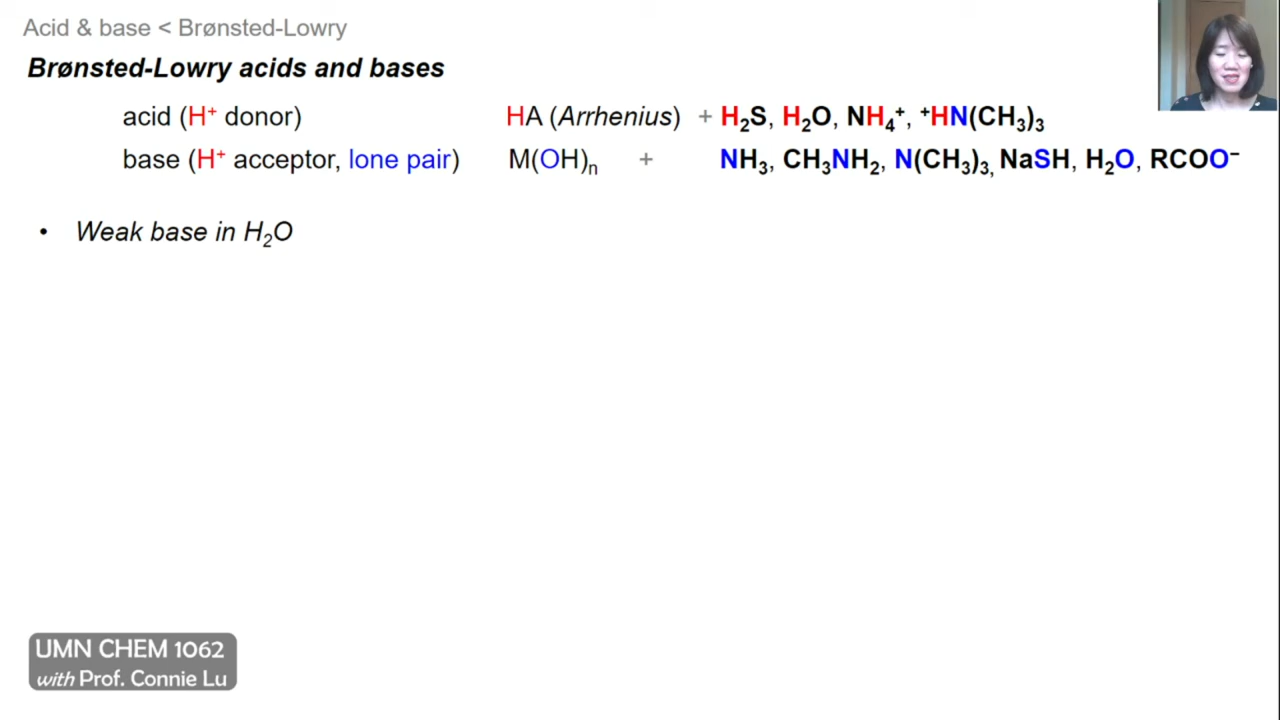 Acid & base < Brønsted-Lowry
Brønsted-Lowry acids and bases
acid (H⁺ donor) HA (Arrhenius) + H₂S, H₂O, NH₄⁺, ⁺HN(CH₃)₃
base (H⁺ acceptor, lone pair) M(OH)ₙ + NH₃, CH₃NH₂, N(CH₃)₃, NaSH, H₂O, RCOO⁻
• Weak base in H₂O
UMN CHEM 1062
with Prof. Connie Lu